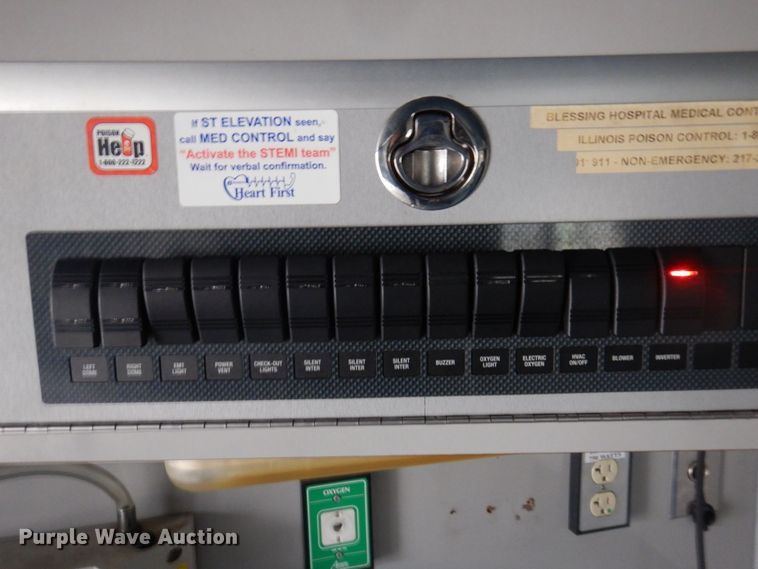 POISON
Help
1-800-222-1222
If ST ELEVATION seen,
call MED CONTROL and say
"Activate the STEMI team"
Wait for verbal confirmation.
Heart First
BLESSING HOSPITAL MEDICAL CONT
ILLINOIS POISON CONTROL: 1-8
911 - NON-EMERGENCY: 217-
LEFT DOME
RIGHT DOME
EMT LIGHT
POWER VENT
CHECK-OUT LIGHTS
SILENT INTER
SILENT INTER
SILENT INTER
BUZZER
OXYGEN LIGHT
ELECTRIC OXYGEN
HVAC ON/OFF
BLOWER
INVERTER
WATTS
OXYGEN
Purple Wave Auction